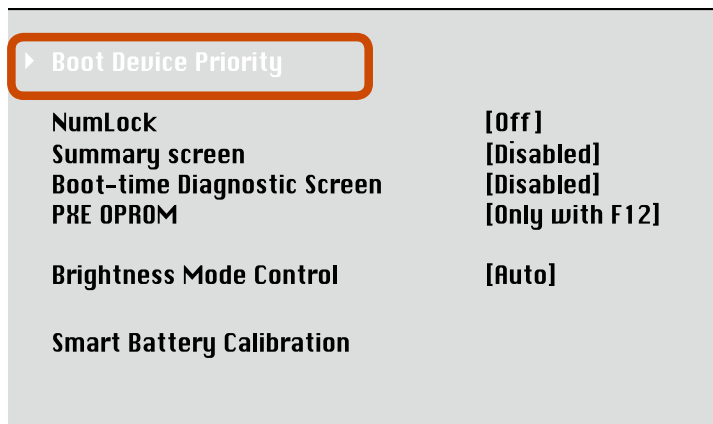 Boot Device Priority
NumLock [Off]
Summary screen [Disabled]
Boot-time Diagnostic Screen [Disabled]
PXE OPROM [Only with F12]
Brightness Mode Control [Auto]
Smart Battery Calibration